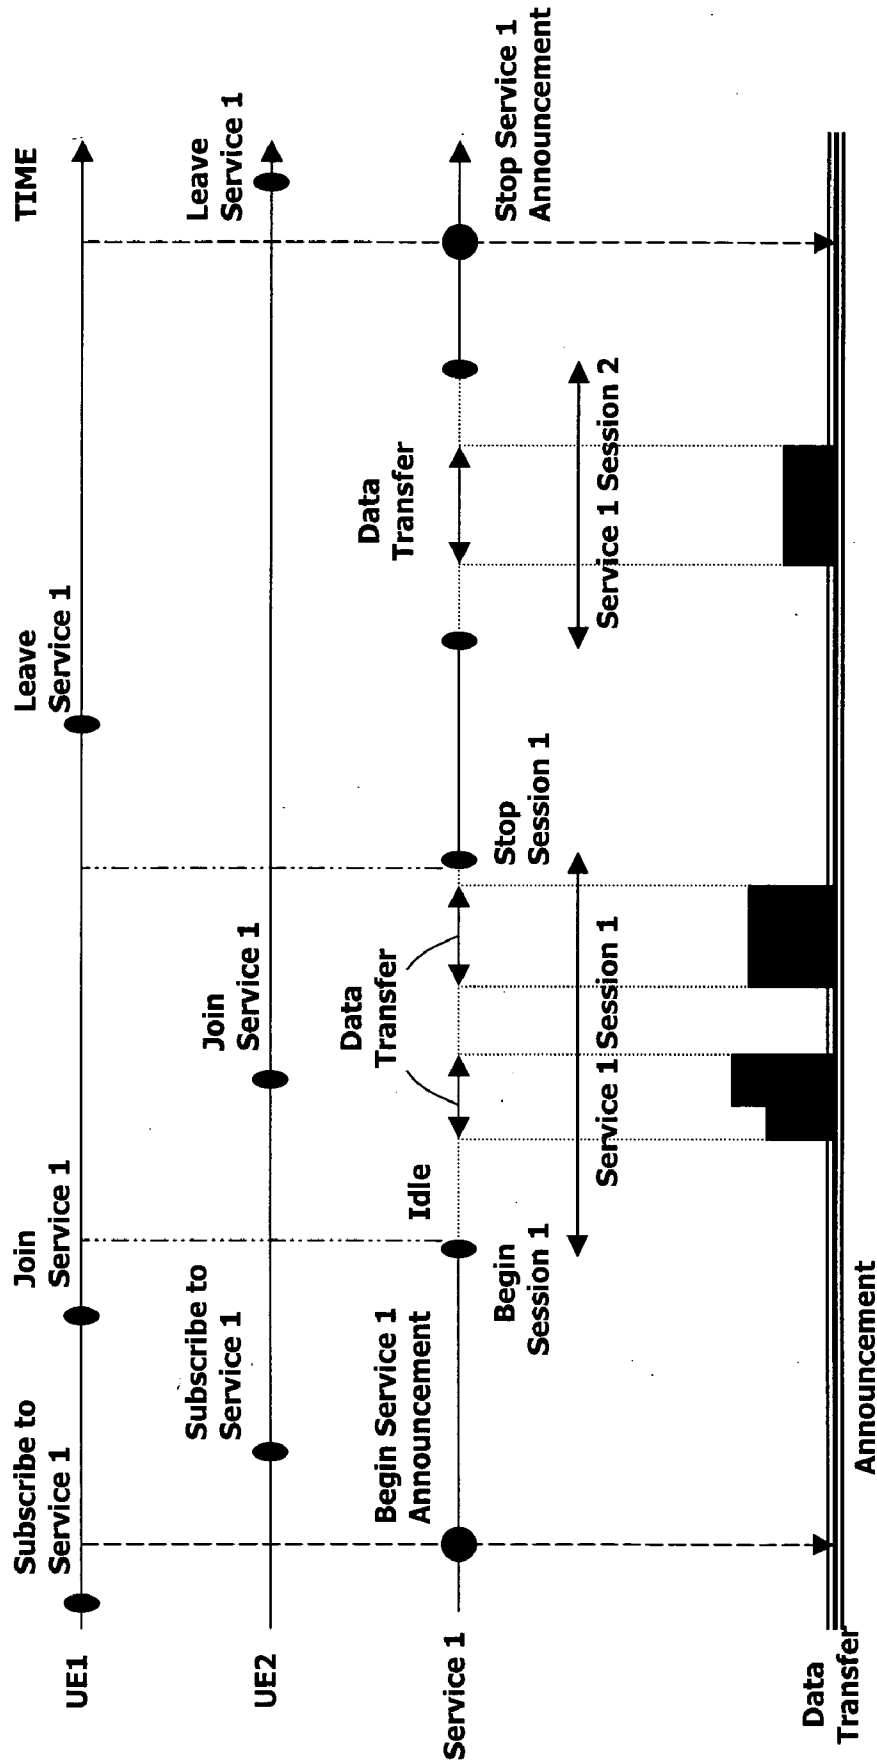 TIME
Subscribe to
Service 1
Join
Service 1
Leave
Service 1
UE1
Subscribe to
Service 1
Join
Service 1
Leave
Service 1
UE2
Begin Service 1
Announcement
Idle
Data
Transfer
Data
Transfer
Service 1
Begin
Session 1
Stop
Session 1
Stop Service 1
Announcement
Service 1 Session 1
Service 1 Session 2
Data
Transfer
Announcement